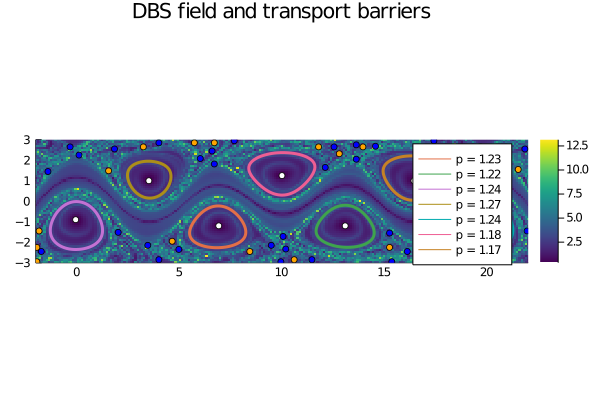 DBS field and transport barriers
3
2
1
0
−1
−2
−3
0
5
10
15
20
p = 1.23
p = 1.22
p = 1.24
p = 1.27
p = 1.24
p = 1.18
p = 1.17
12.5
10.0
7.5
5.0
2.5